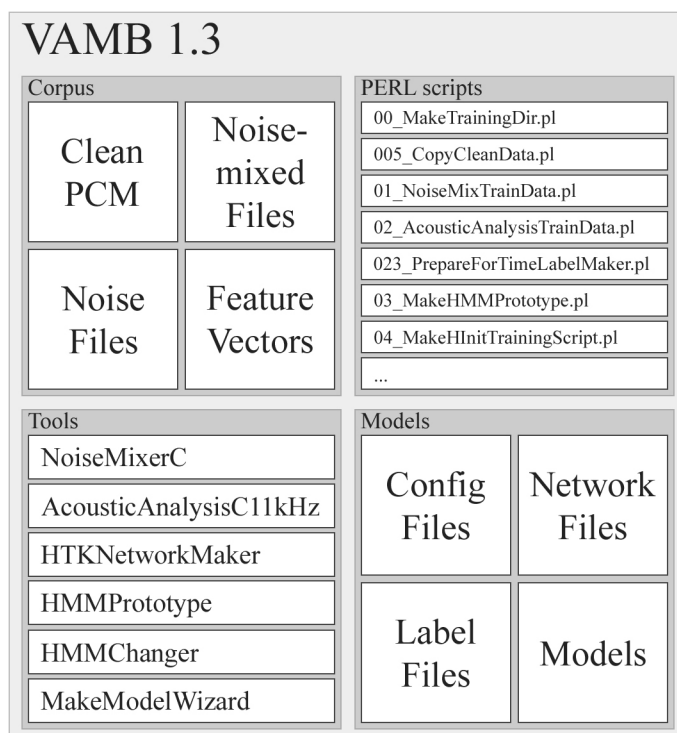 VAMB 1.3
Corpus
Clean
PCM
Noise-
mixed
Files
Noise
Files
Feature
Vectors
PERL scripts
00_MakeTrainingDir.pl
005_CopyCleanData.pl
01_NoiseMixTrainData.pl
02_AcousticAnalysisTrainData.pl
023_PrepareForTimeLabelMaker.pl
03_MakeHMMPrototype.pl
04_MakeHInitTrainingScript.pl
...
Tools
NoiseMixerC
AcousticAnalysisC11kHz
HTKNetworkMaker
HMMPrototype
HMMChanger
MakeModelWizard
Models
Config
Files
Network
Files
Label
Files
Models